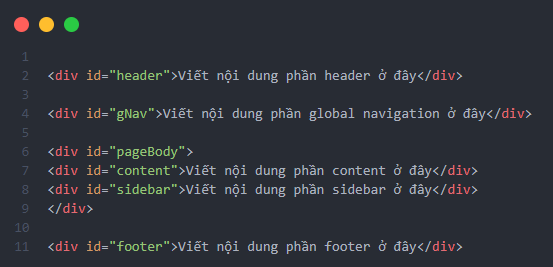 1
2 <div id="header">Viết nội dung phần header ở đây</div>
3
4 <div id="gNav">Viết nội dung phần global navigation ở đây</div>
5
6 <div id="pageBody">
7 <div id="content">Viết nội dung phần content ở đây</div>
8 <div id="sidebar">Viết nội dung phần sidebar ở đây</div>
9 </div>
10
11 <div id="footer">Viết nội dung phần footer ở đây</div>